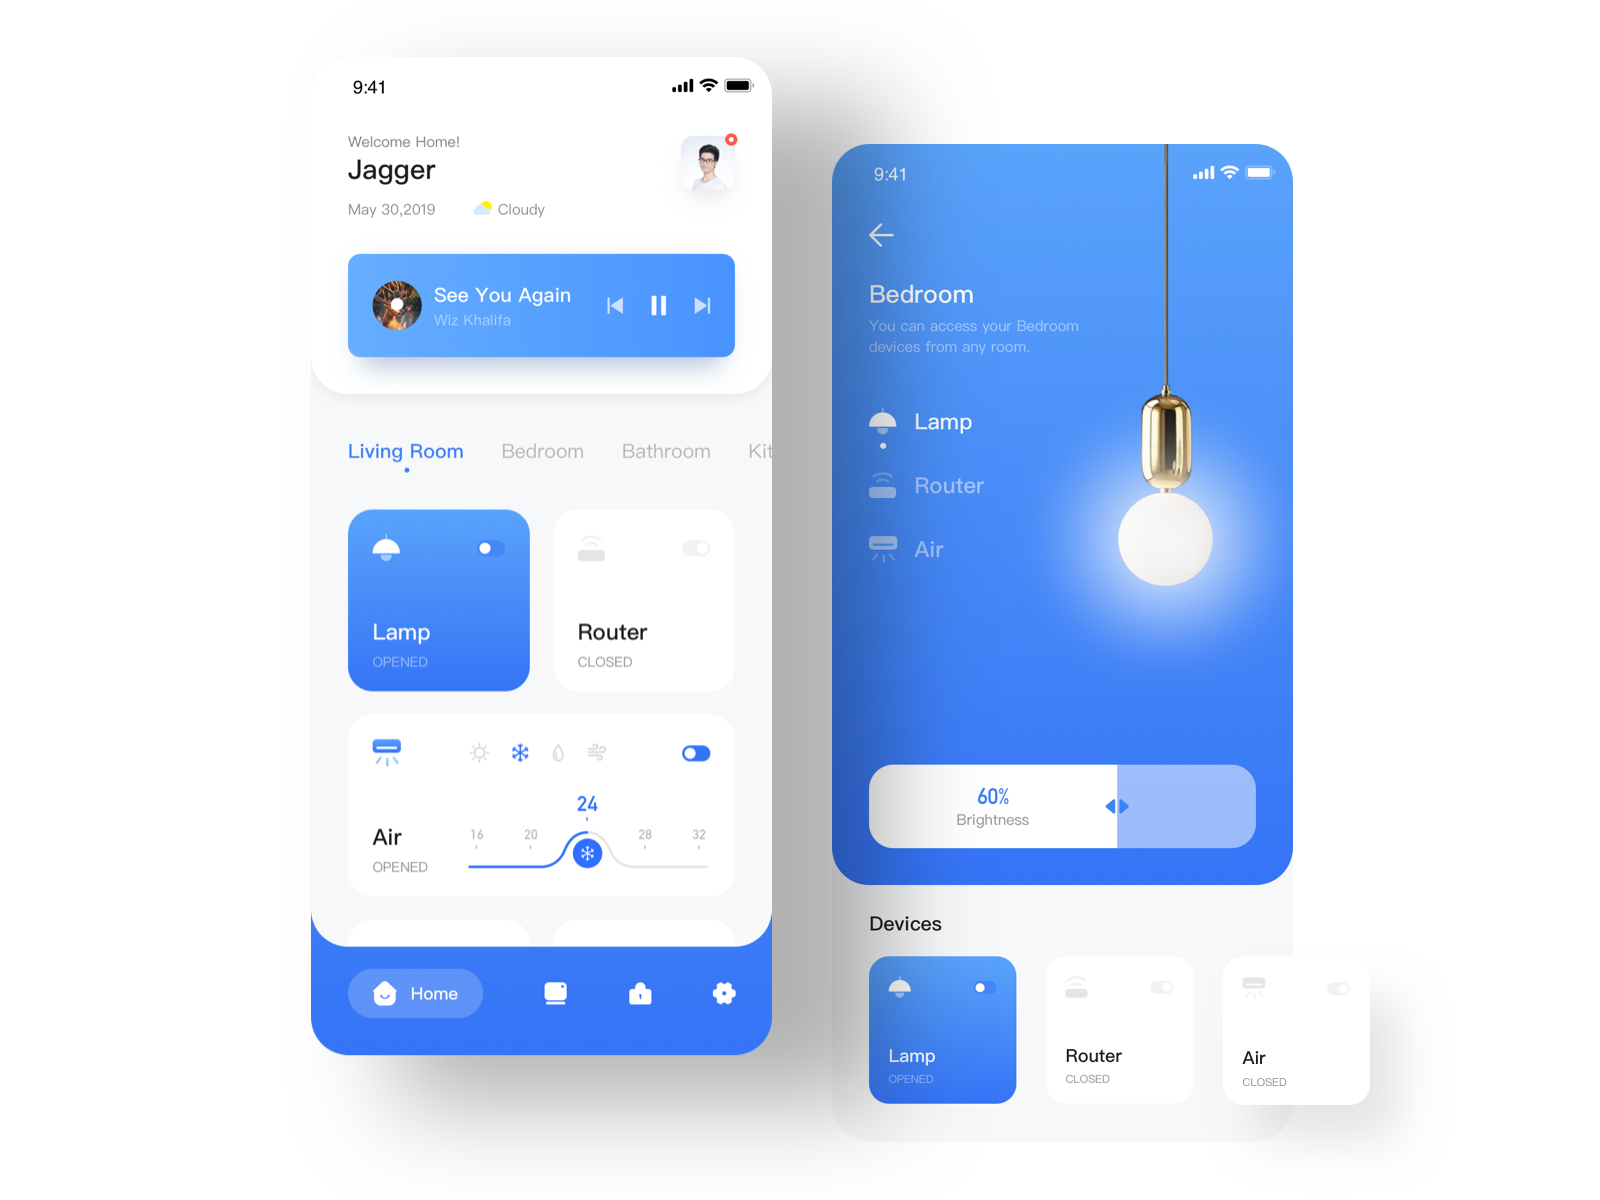 9:41
Welcome Home!
Jagger
May 30,2019 Cloudy
See You Again
Wiz Khalifa
Living Room Bedroom Bathroom Kit
Lamp
OPENED
Router
CLOSED
24
16 20 28 32
Air
OPENED
Home
9:41
Bedroom
You can access your Bedroom
devices from any room.
Lamp
Router
Air
60%
Brightness
Devices
Lamp
OPENED
Router
CLOSED
Air
CLOSED